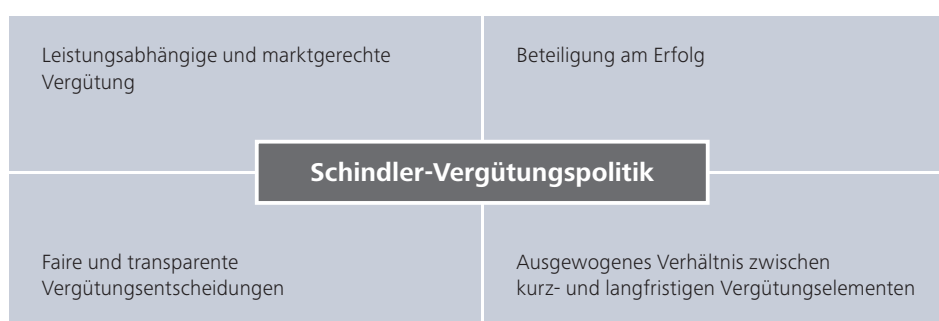 Leistungsabhängige und marktgerechte
Vergütung
Beteiligung am Erfolg
Schindler-Vergütungspolitik
Faire und transparente
Vergütungsentscheidungen
Ausgewogenes Verhältnis zwischen
kurz- und langfristigen Vergütungselementen